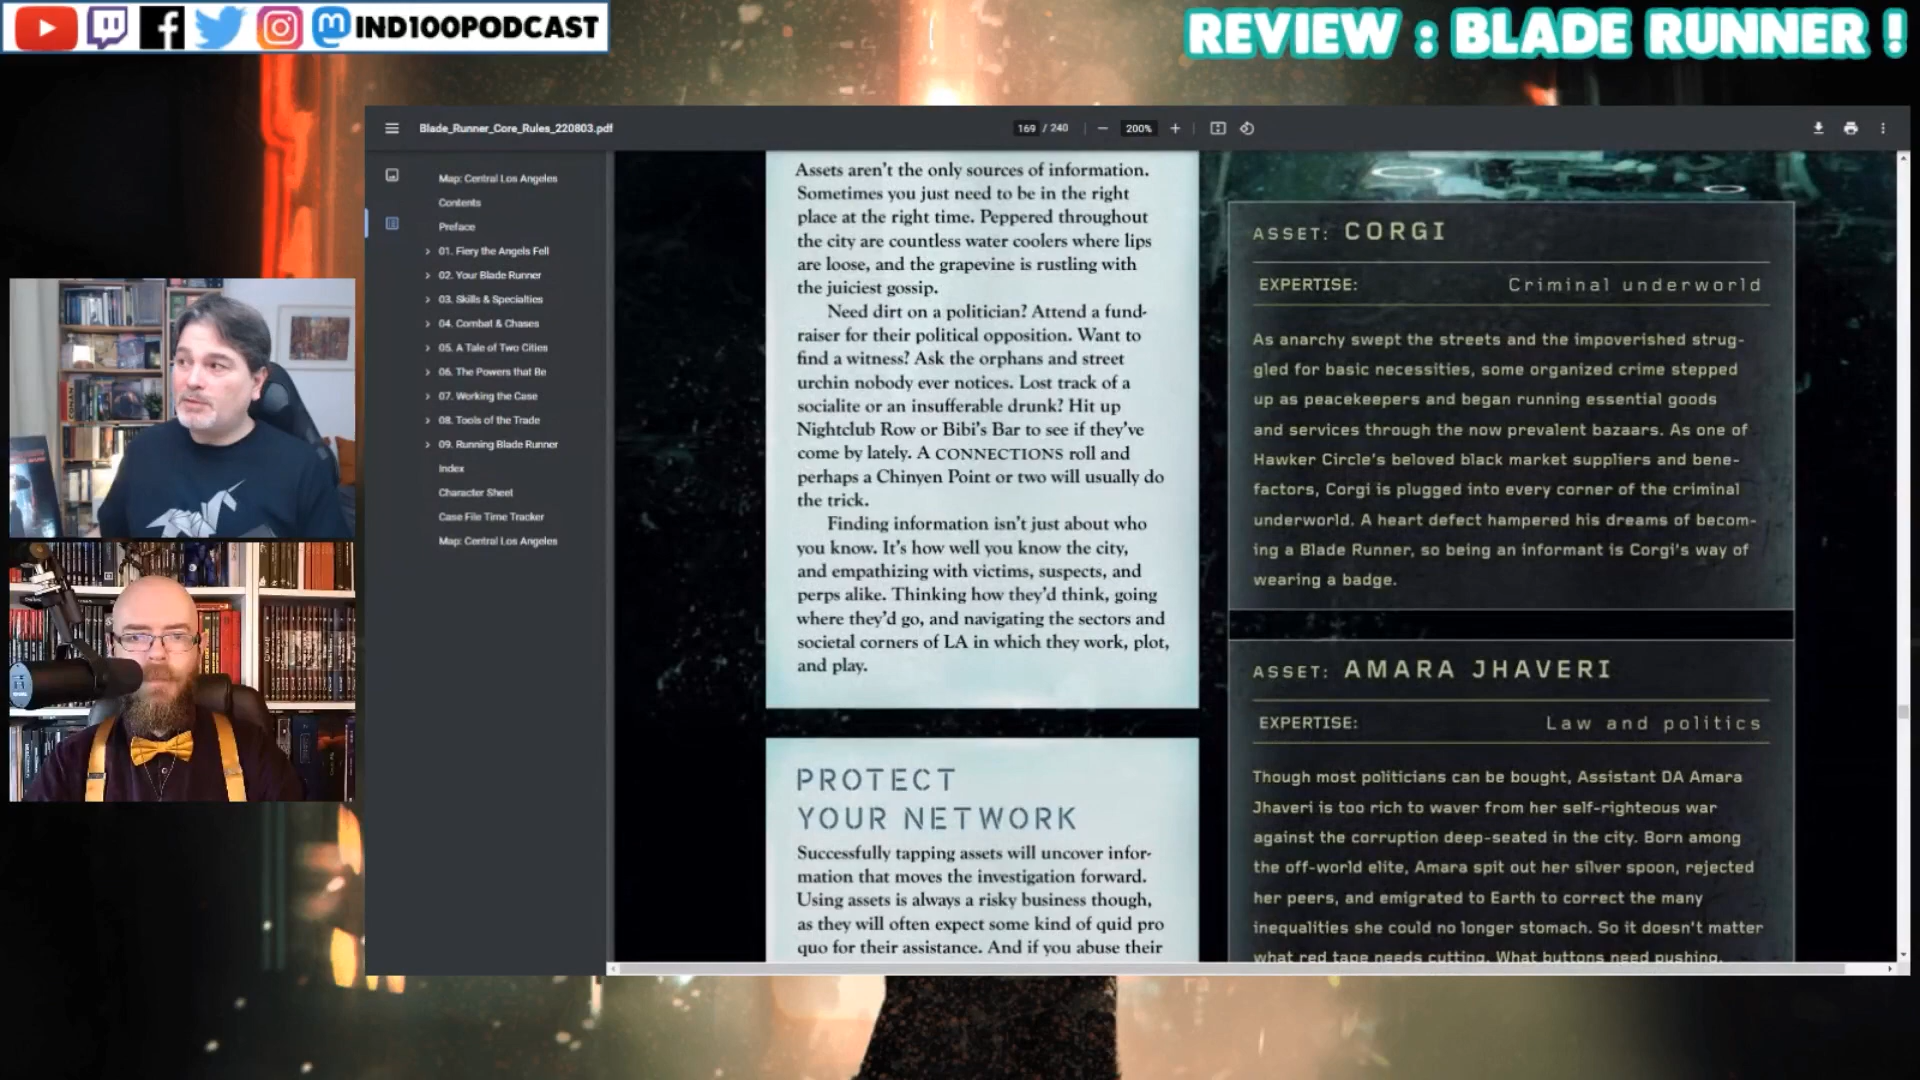 IND100PODCAST
REVIEW : BLADE RUNNER !
Blade_Runner_Core_Rules_220803.pdf
169 / 240
200%
Map: Central Los Angeles
Contents
Preface
01. Fiery the Angels Fell
02. Your Blade Runner
03. Skills & Specialties
04. Combat & Chases
05. A Tale of Two Cities
06. The Powers that Be
07. Working the Case
08. Tools of the Trade
09. Running Blade Runner
Index
Character Sheet
Case File Time Tracker
Map: Central Los Angeles
Assets aren't the only sources of information.
Sometimes you just need to be in the right
place at the right time. Peppered throughout
the city are countless water coolers where lips
are loose, and the grapevine is rustling with
the juiciest gossip.
Need dirt on a politician? Attend a fund-
raiser for their political opposition. Want to
find a witness? Ask the orphans and street
urchin nobody ever notices. Lost track of a
socialite or an insufferable drunk? Hit up
Nightclub Row or Bibi's Bar to see if they've
come by lately. A CONNECTIONS roll and
perhaps a Chinyen Point or two will usually do
the trick.
Finding information isn't just about who
you know. It's how well you know the city,
and empathizing with victims, suspects, and
perps alike. Thinking how they'd think, going
where they'd go, and navigating the sectors and
societal corners of LA in which they work, plot,
and play.
PROTECT
YOUR NETWORK
Successfully tapping assets will uncover infor-
mation that moves the investigation forward.
Using assets is always a risky business though,
as they will often expect some kind of quid pro
quo for their assistance. And if you abuse their
ASSET: CORGI
EXPERTISE: Criminal underworld
As anarchy swept the streets and the impoverished strug-
gled for basic necessities, some organized crime stepped
up as peacekeepers and began running essential goods
and services through the now prevalent bazaars. As one of
Hawker Circle's beloved black market suppliers and bene-
factors, Corgi is plugged into every corner of the criminal
underworld. A heart defect hampered his dreams of becom-
ing a Blade Runner, so being an informant is Corgi's way of
wearing a badge.
ASSET: AMARA JHAVERI
EXPERTISE: Law and politics
Though most politicians can be bought, Assistant DA Amara
Jhaveri is too rich to waver from her self-righteous war
against the corruption deep-seated in the city. Born among
the off-world elite, Amara spit out her silver spoon, rejected
her peers, and emigrated to Earth to correct the many
inequalities she could no longer stomach. So it doesn't matter
what red tape needs cutting. What buttons need pushing.
CONAN